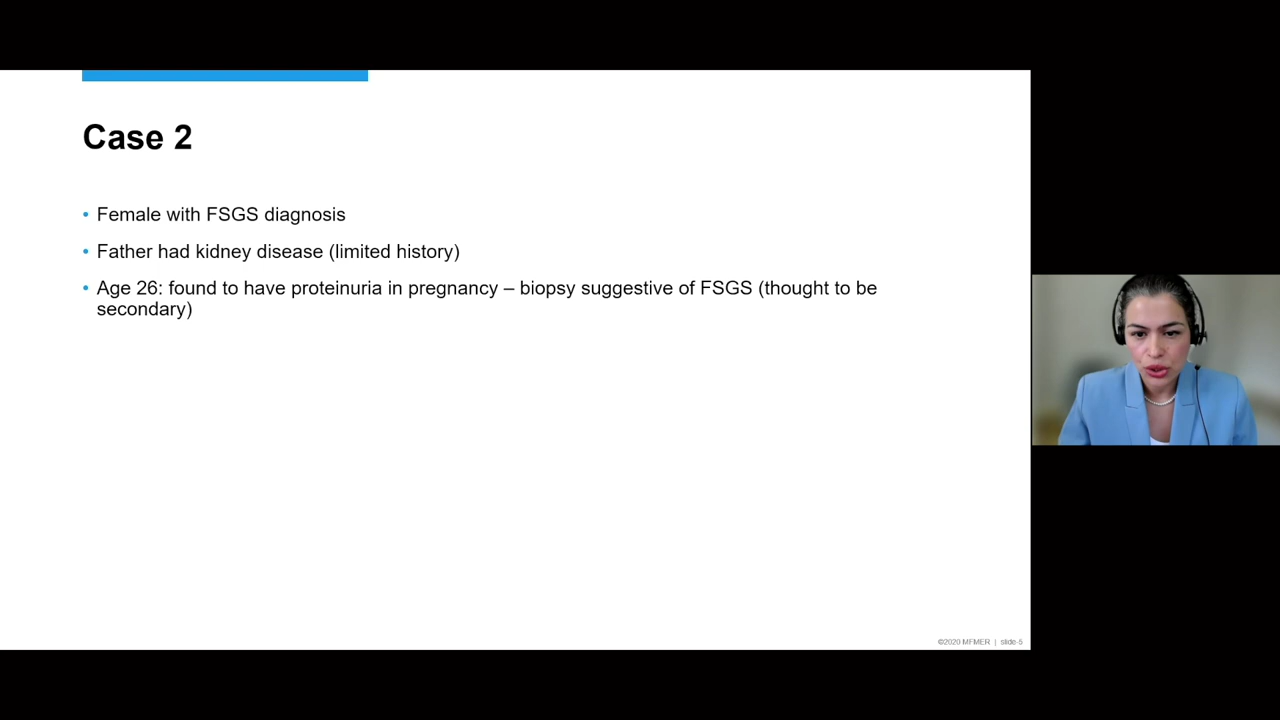 Case 2
• Female with FSGS diagnosis
• Father had kidney disease (limited history)
• Age 26: found to have proteinuria in pregnancy – biopsy suggestive of FSGS (thought to be
secondary)
©2020 MFMER | slide-5